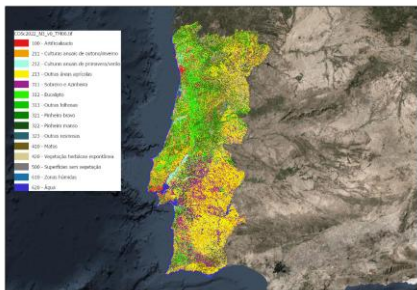 COSc2022_N3_v0_TM06.tif
100 - Artificializado
211 - Culturas anuais de outono/inverno
212 - Culturas anuais de primavera/verão
213 - Outras áreas agrícolas
311 - Sobreiro e Azinheira
312 - Eucalipto
313 - Outras folhosas
321 - Pinheiro bravo
322 - Pinheiro manso
323 - Outras resinosas
410 - Matos
420 - Vegetação herbácea espontânea
500 - Superfícies sem vegetação
610 - Zonas húmidas
620 - Água